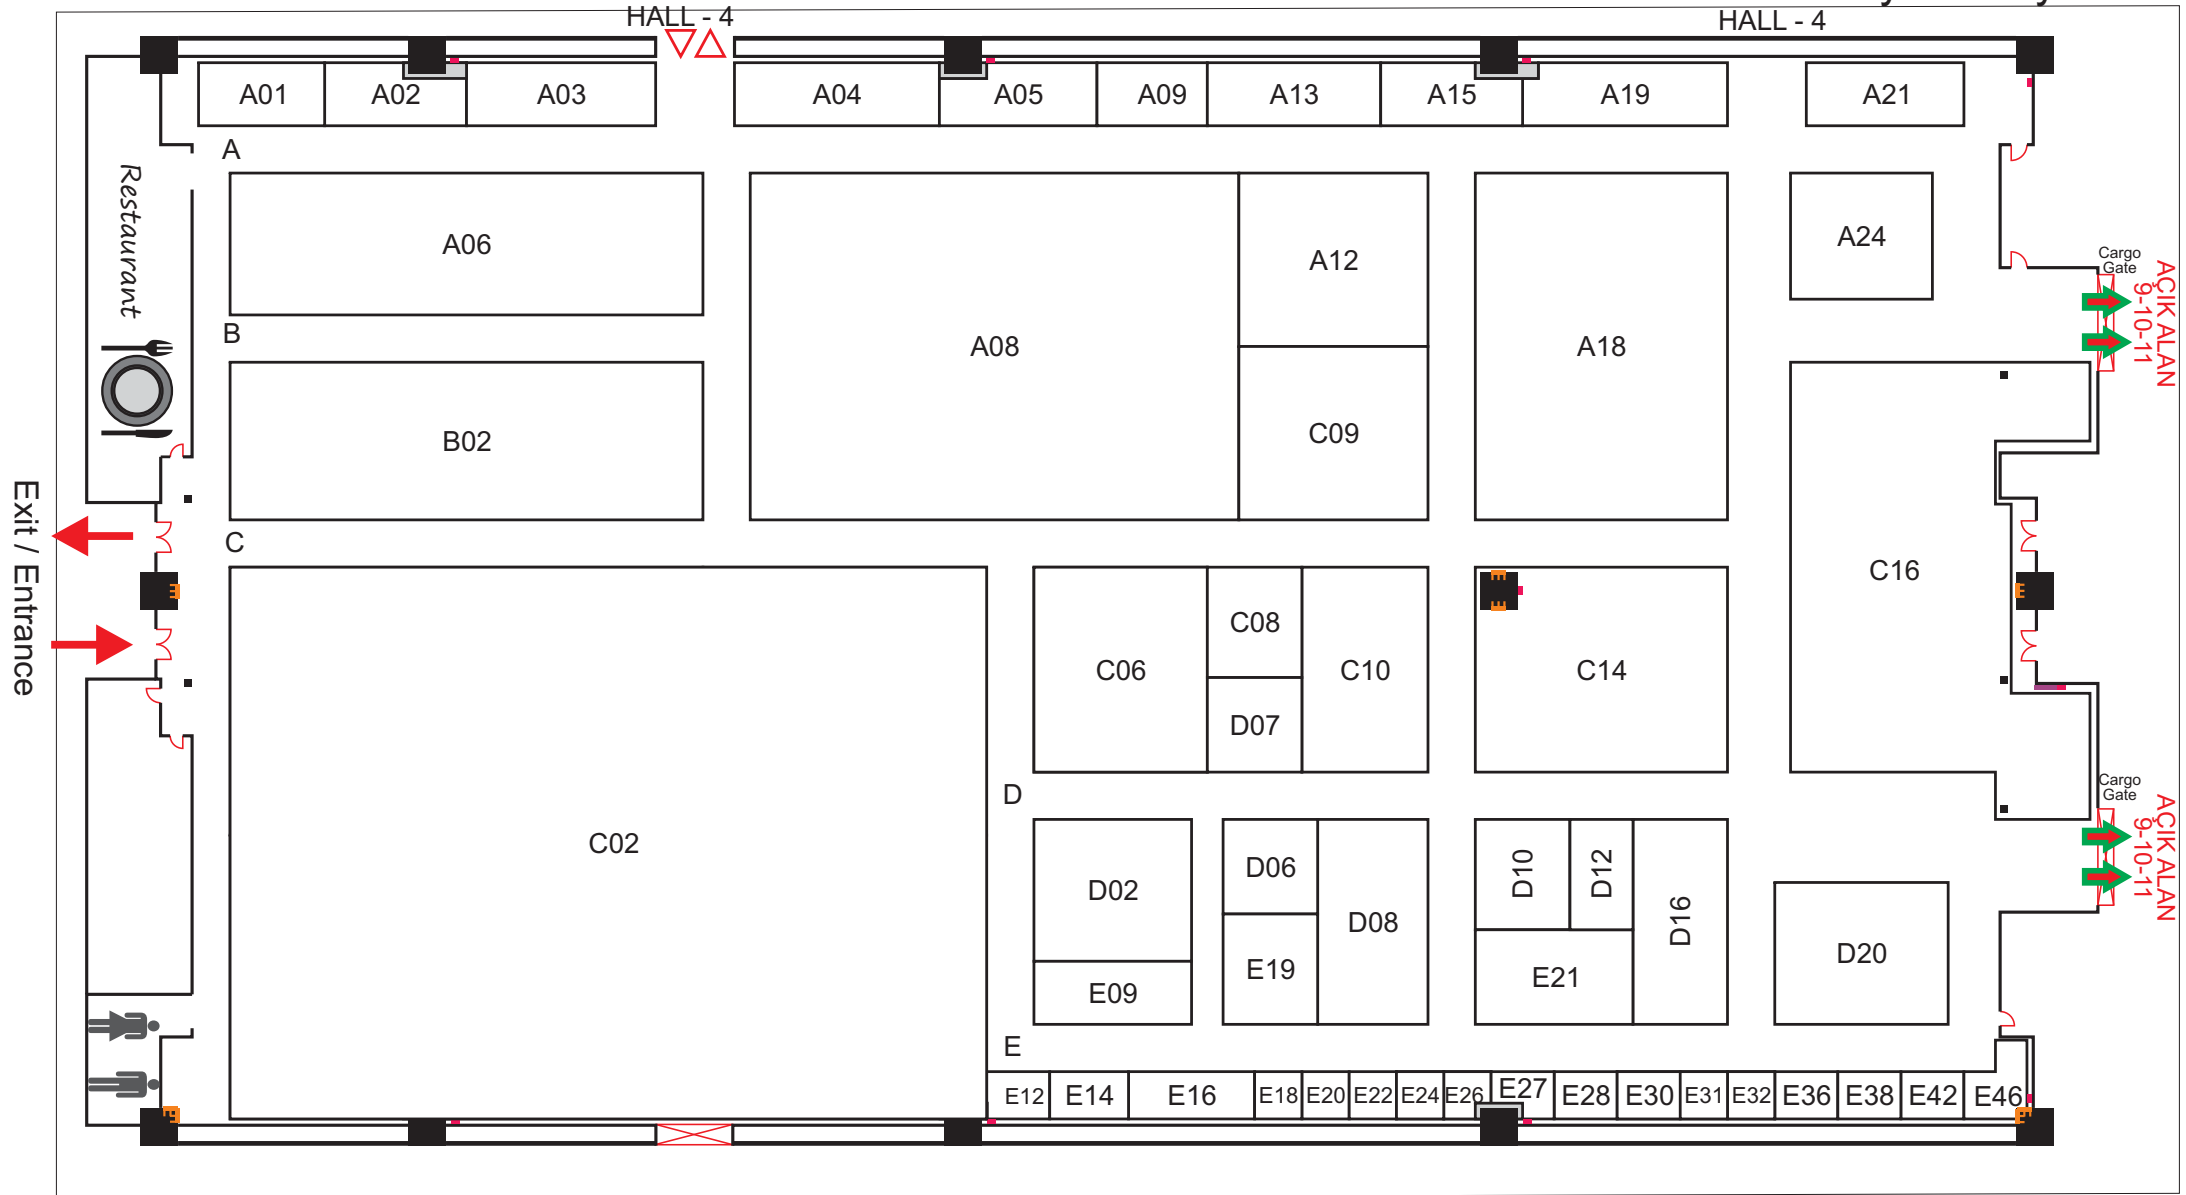 HALL - 4
HALL - 4
A01
A02
A03
A04
A05
A09
A13
A15
A19
A21
A
Restaurant
A06
A08
A12
A18
A24
Cargo
Gate
AÇIK ALAN
9-10-11
B
B02
C09
Exit / Entrance
C
C02
C06
C08
D07
C10
C14
C16
D
D02
E09
D06
E19
D08
D10
D12
D16
E21
D20
Cargo
Gate
AÇIK ALAN
9-10-11
E
E12
E14
E16
E18
E20
E22
E24
E26
E27
E28
E30
E31
E32
E36
E38
E42
E46